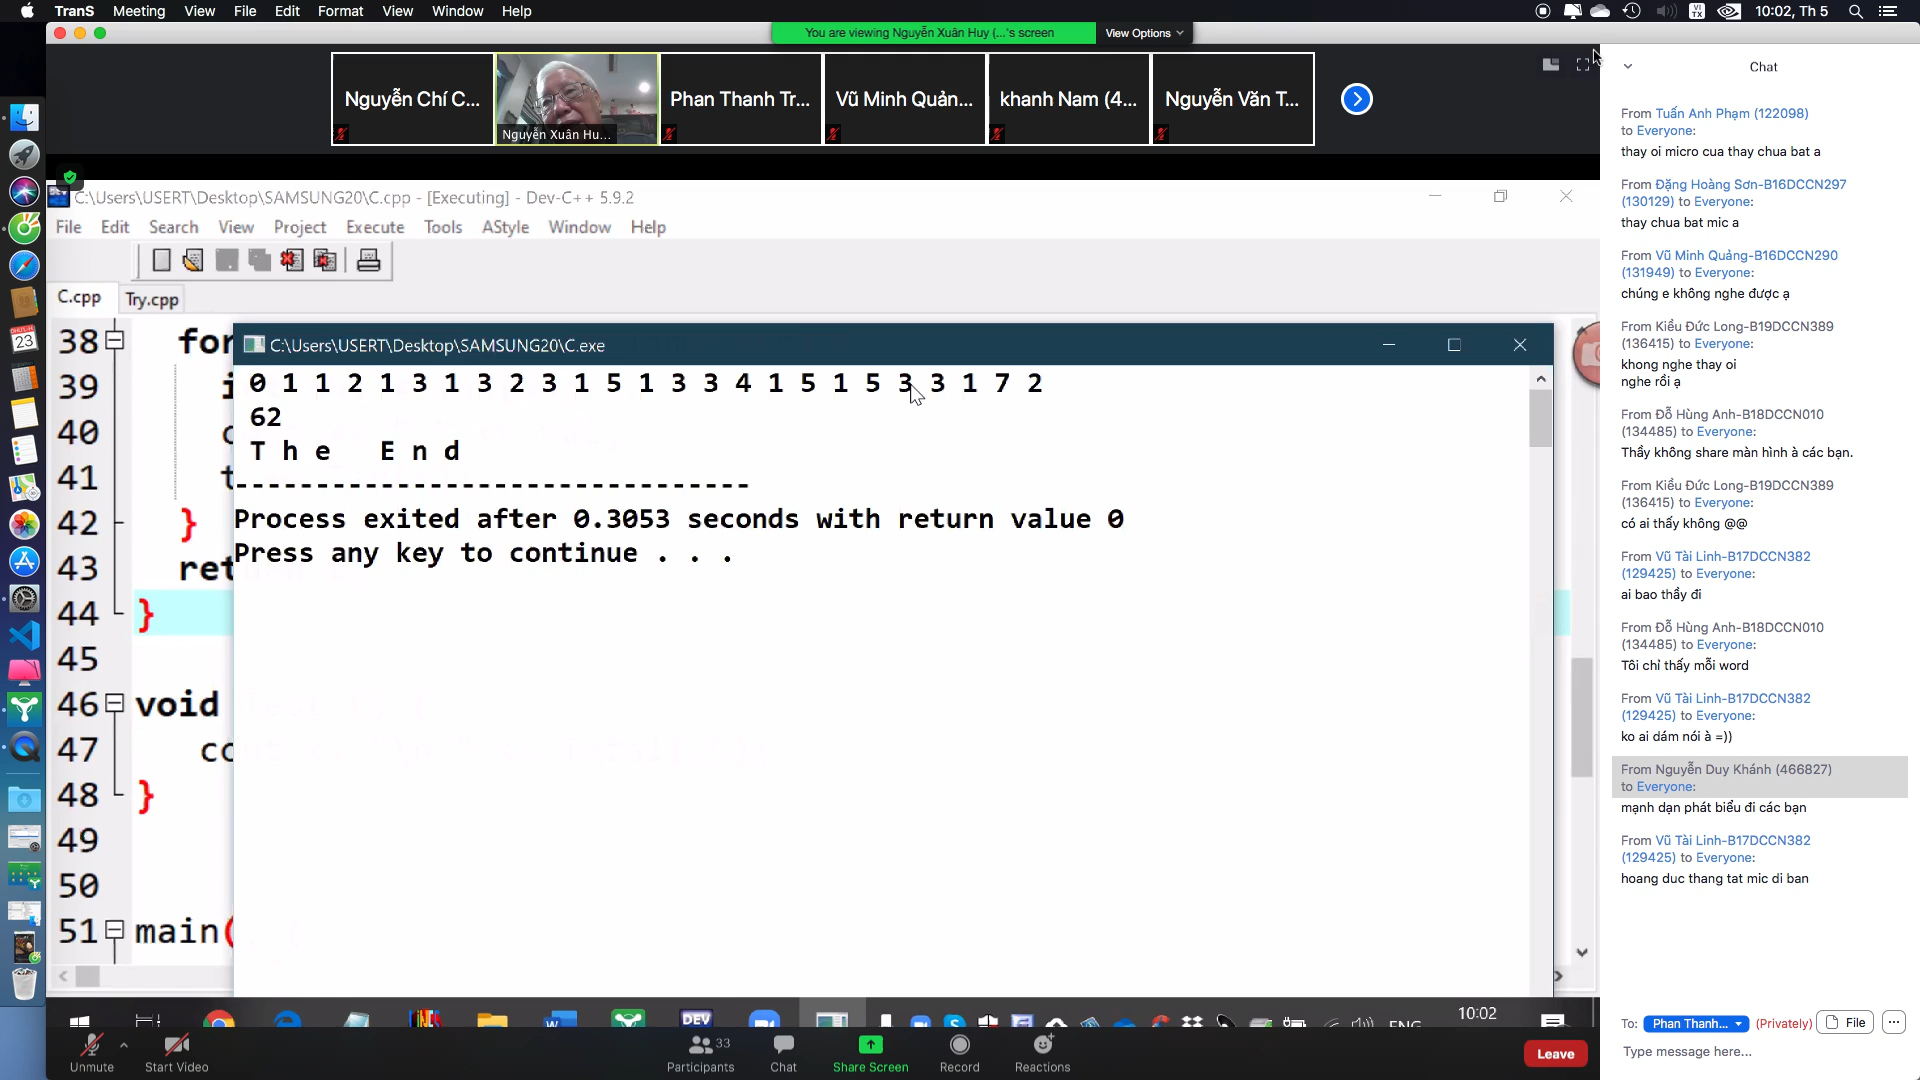 TranS Meeting View File Edit Format View Window Help
VI
TX
10:02, Th 5
You are viewing Nguyễn Xuân Huy (...'s screen
View Options
Nguyễn Chí C...
Nguyễn Xuân Hu...
Phan Thanh Tr...
Vũ Minh Quản...
khanh Nam (4...
Nguyễn Văn T...
C:\Users\USERT\Desktop\SAMSUNG20\C.cpp - [Executing] - Dev-C++ 5.9.2
File Edit Search View Project Execute Tools AStyle Window Help
C.cpp Try.cpp
38 for
39 i
40 c
41 t
42 }
43 ret
44 }
45
46 void
47 co
48 }
49
50
51 main(
C:\Users\USERT\Desktop\SAMSUNG20\C.exe
0 1 1 2 1 3 1 3 2 3 1 5 1 3 3 4 1 5 1 5 3 3 1 7 2
62
T h e E n d
--------------------------------
Process exited after 0.3053 seconds with return value 0
Press any key to continue . . .
23
DEV
ENG
10:02
Unmute
Start Video
Participants
33
Chat
Share Screen
Record
Reactions
Leave
Chat
From Tuấn Anh Phạm (122098)
to Everyone:
thay oi micro cua thay chua bat a
From Đặng Hoàng Sơn-B16DCCN297
(130129) to Everyone:
thay chua bat mic a
From Vũ Minh Quảng-B16DCCN290
(131949) to Everyone:
chúng e không nghe được ạ
From Kiều Đức Long-B19DCCN389
(136415) to Everyone:
khong nghe thay oi
nghe rồi ạ
From Đỗ Hùng Anh-B18DCCN010
(134485) to Everyone:
Thầy không share màn hình à các bạn.
From Kiều Đức Long-B19DCCN389
(136415) to Everyone:
có ai thấy không @@
From Vũ Tài Linh-B17DCCN382
(129425) to Everyone:
ai bao thầy đi
From Đỗ Hùng Anh-B18DCCN010
(134485) to Everyone:
Tôi chỉ thấy mỗi word
From Vũ Tài Linh-B17DCCN382
(129425) to Everyone:
ko ai dám nói à =))
From Nguyễn Duy Khánh (466827)
to Everyone:
mạnh dạn phát biểu đi các bạn
From Vũ Tài Linh-B17DCCN382
(129425) to Everyone:
hoang duc thang tat mic di ban
To: Phan Thanh... (Privately) File
Type message here...